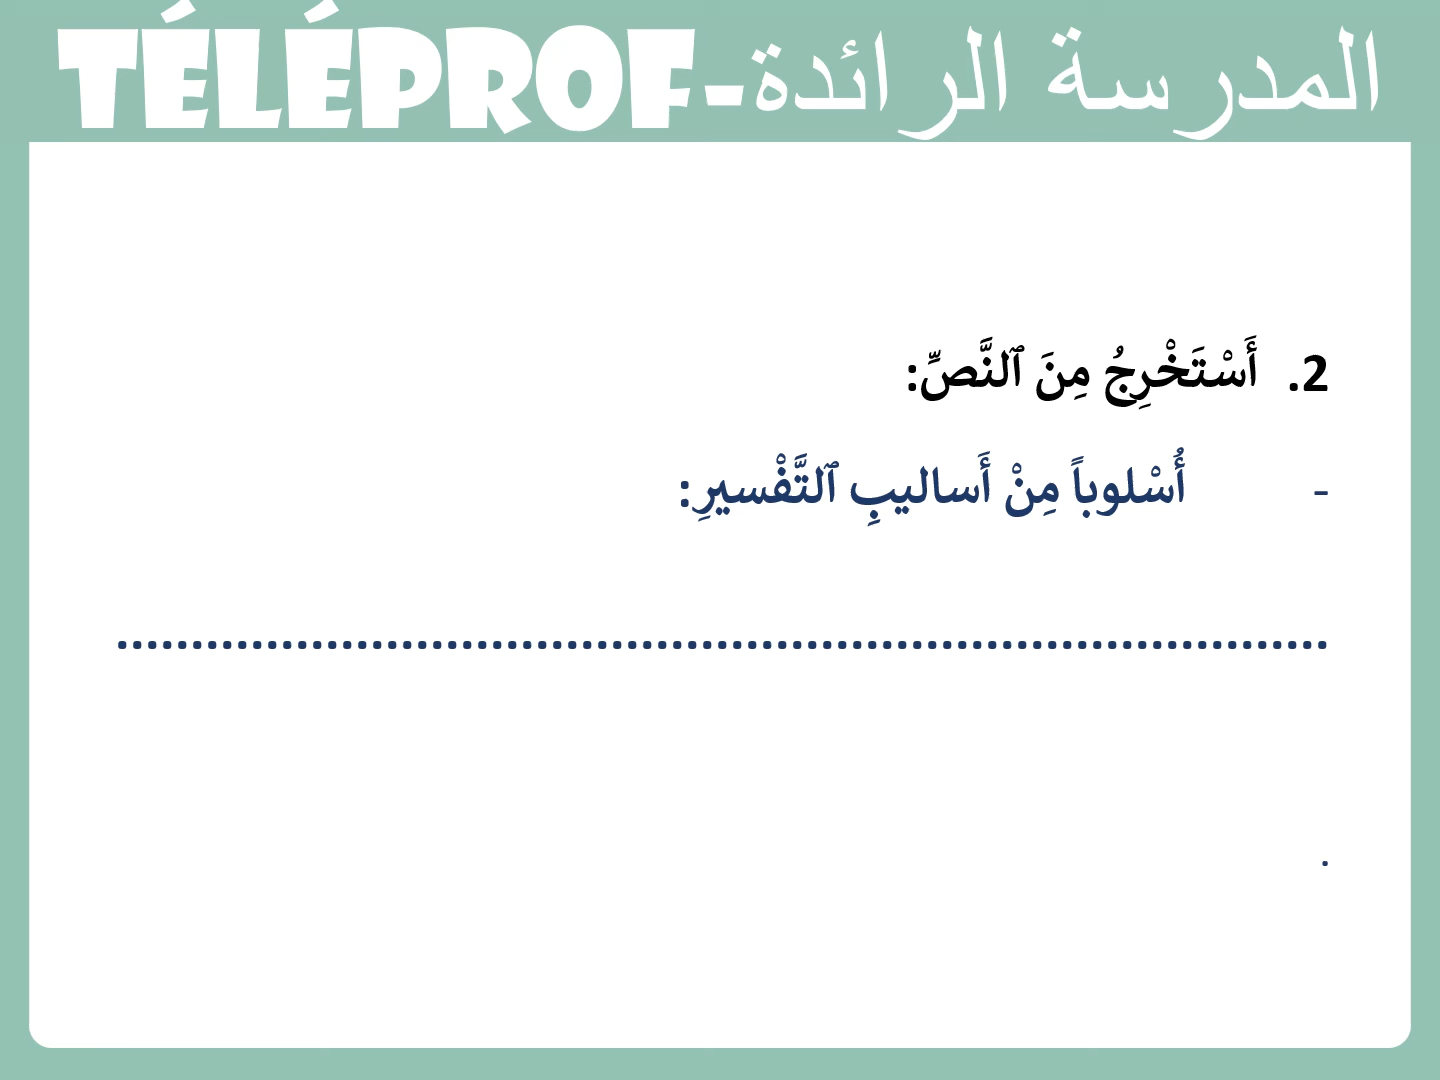 TÉLÉPROF-المدرسة الرائدة
2. أَسْتَخْرِجُ مِنَ ٱلنَّصِّ:
- أُسْلوباً مِنْ أَساليبِ ٱلتَّفْسيرِ:
.................................................................................
.